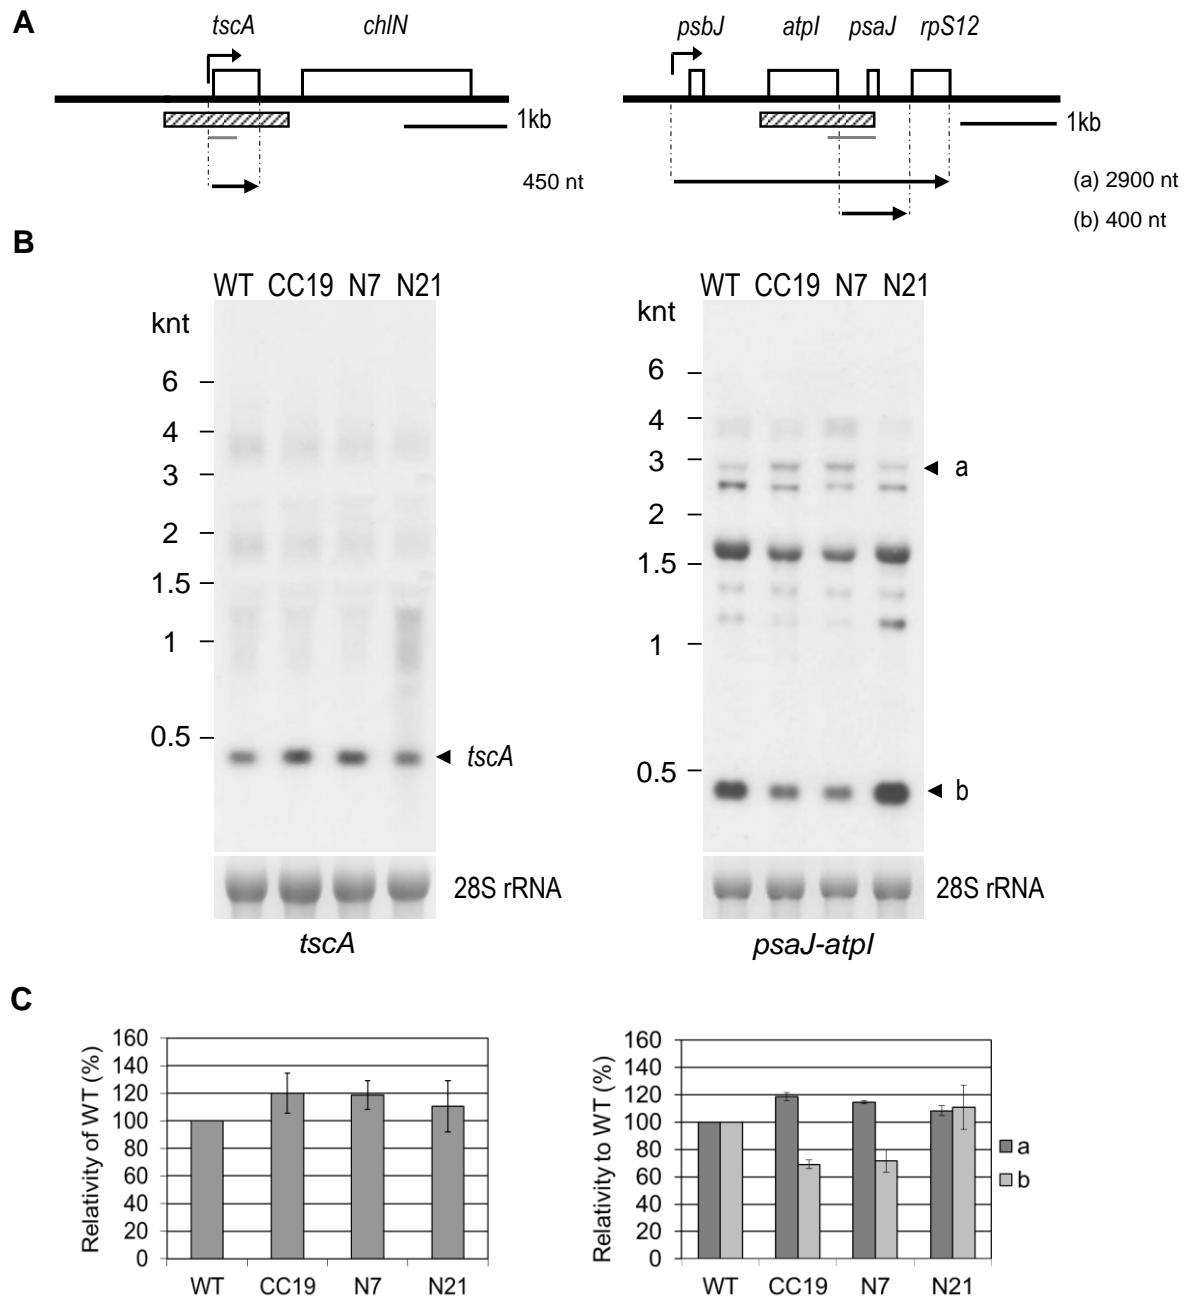 A
tscA chlN
1kb
450 nt
psbJ atpI psaJ rpS12
1kb
(a) 2900 nt
(b) 400 nt
B
WT CC19 N7 N21
knt
6
4
3
2
1.5
1
0.5
tscA
28S rRNA
tscA
WT CC19 N7 N21
knt
6
4
3
2
1.5
1
0.5
a
b
28S rRNA
psaJ-atpI
C
Relativity of WT (%)
160
140
120
100
80
60
40
20
0
WT CC19 N7 N21
Relativity to WT (%)
160
140
120
100
80
60
40
20
0
WT CC19 N7 N21
a
b